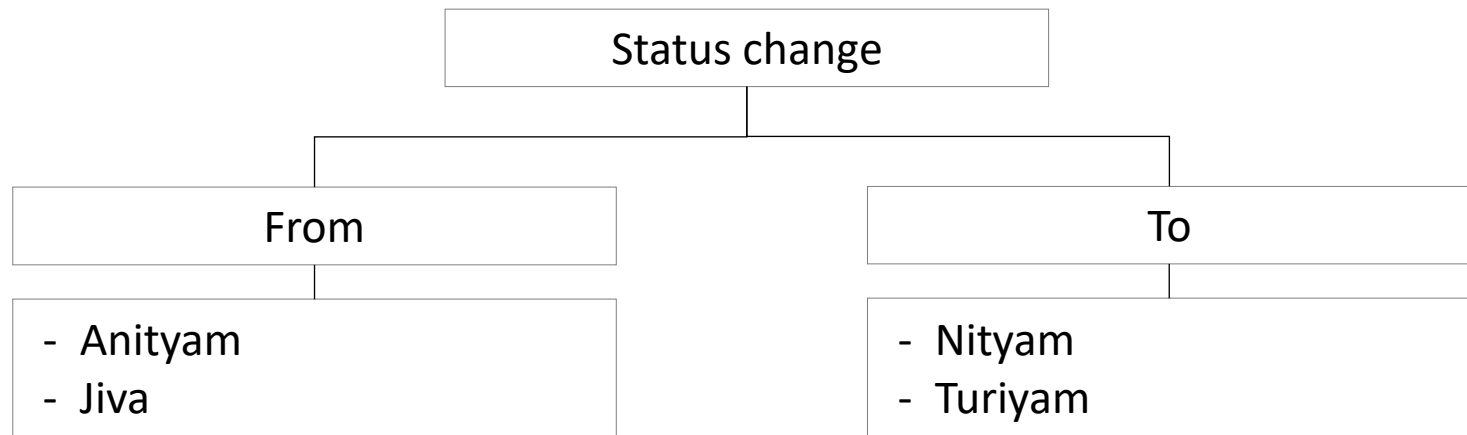 Status change
From
To
- Anityam
- Jiva
- Nityam
- Turiyam